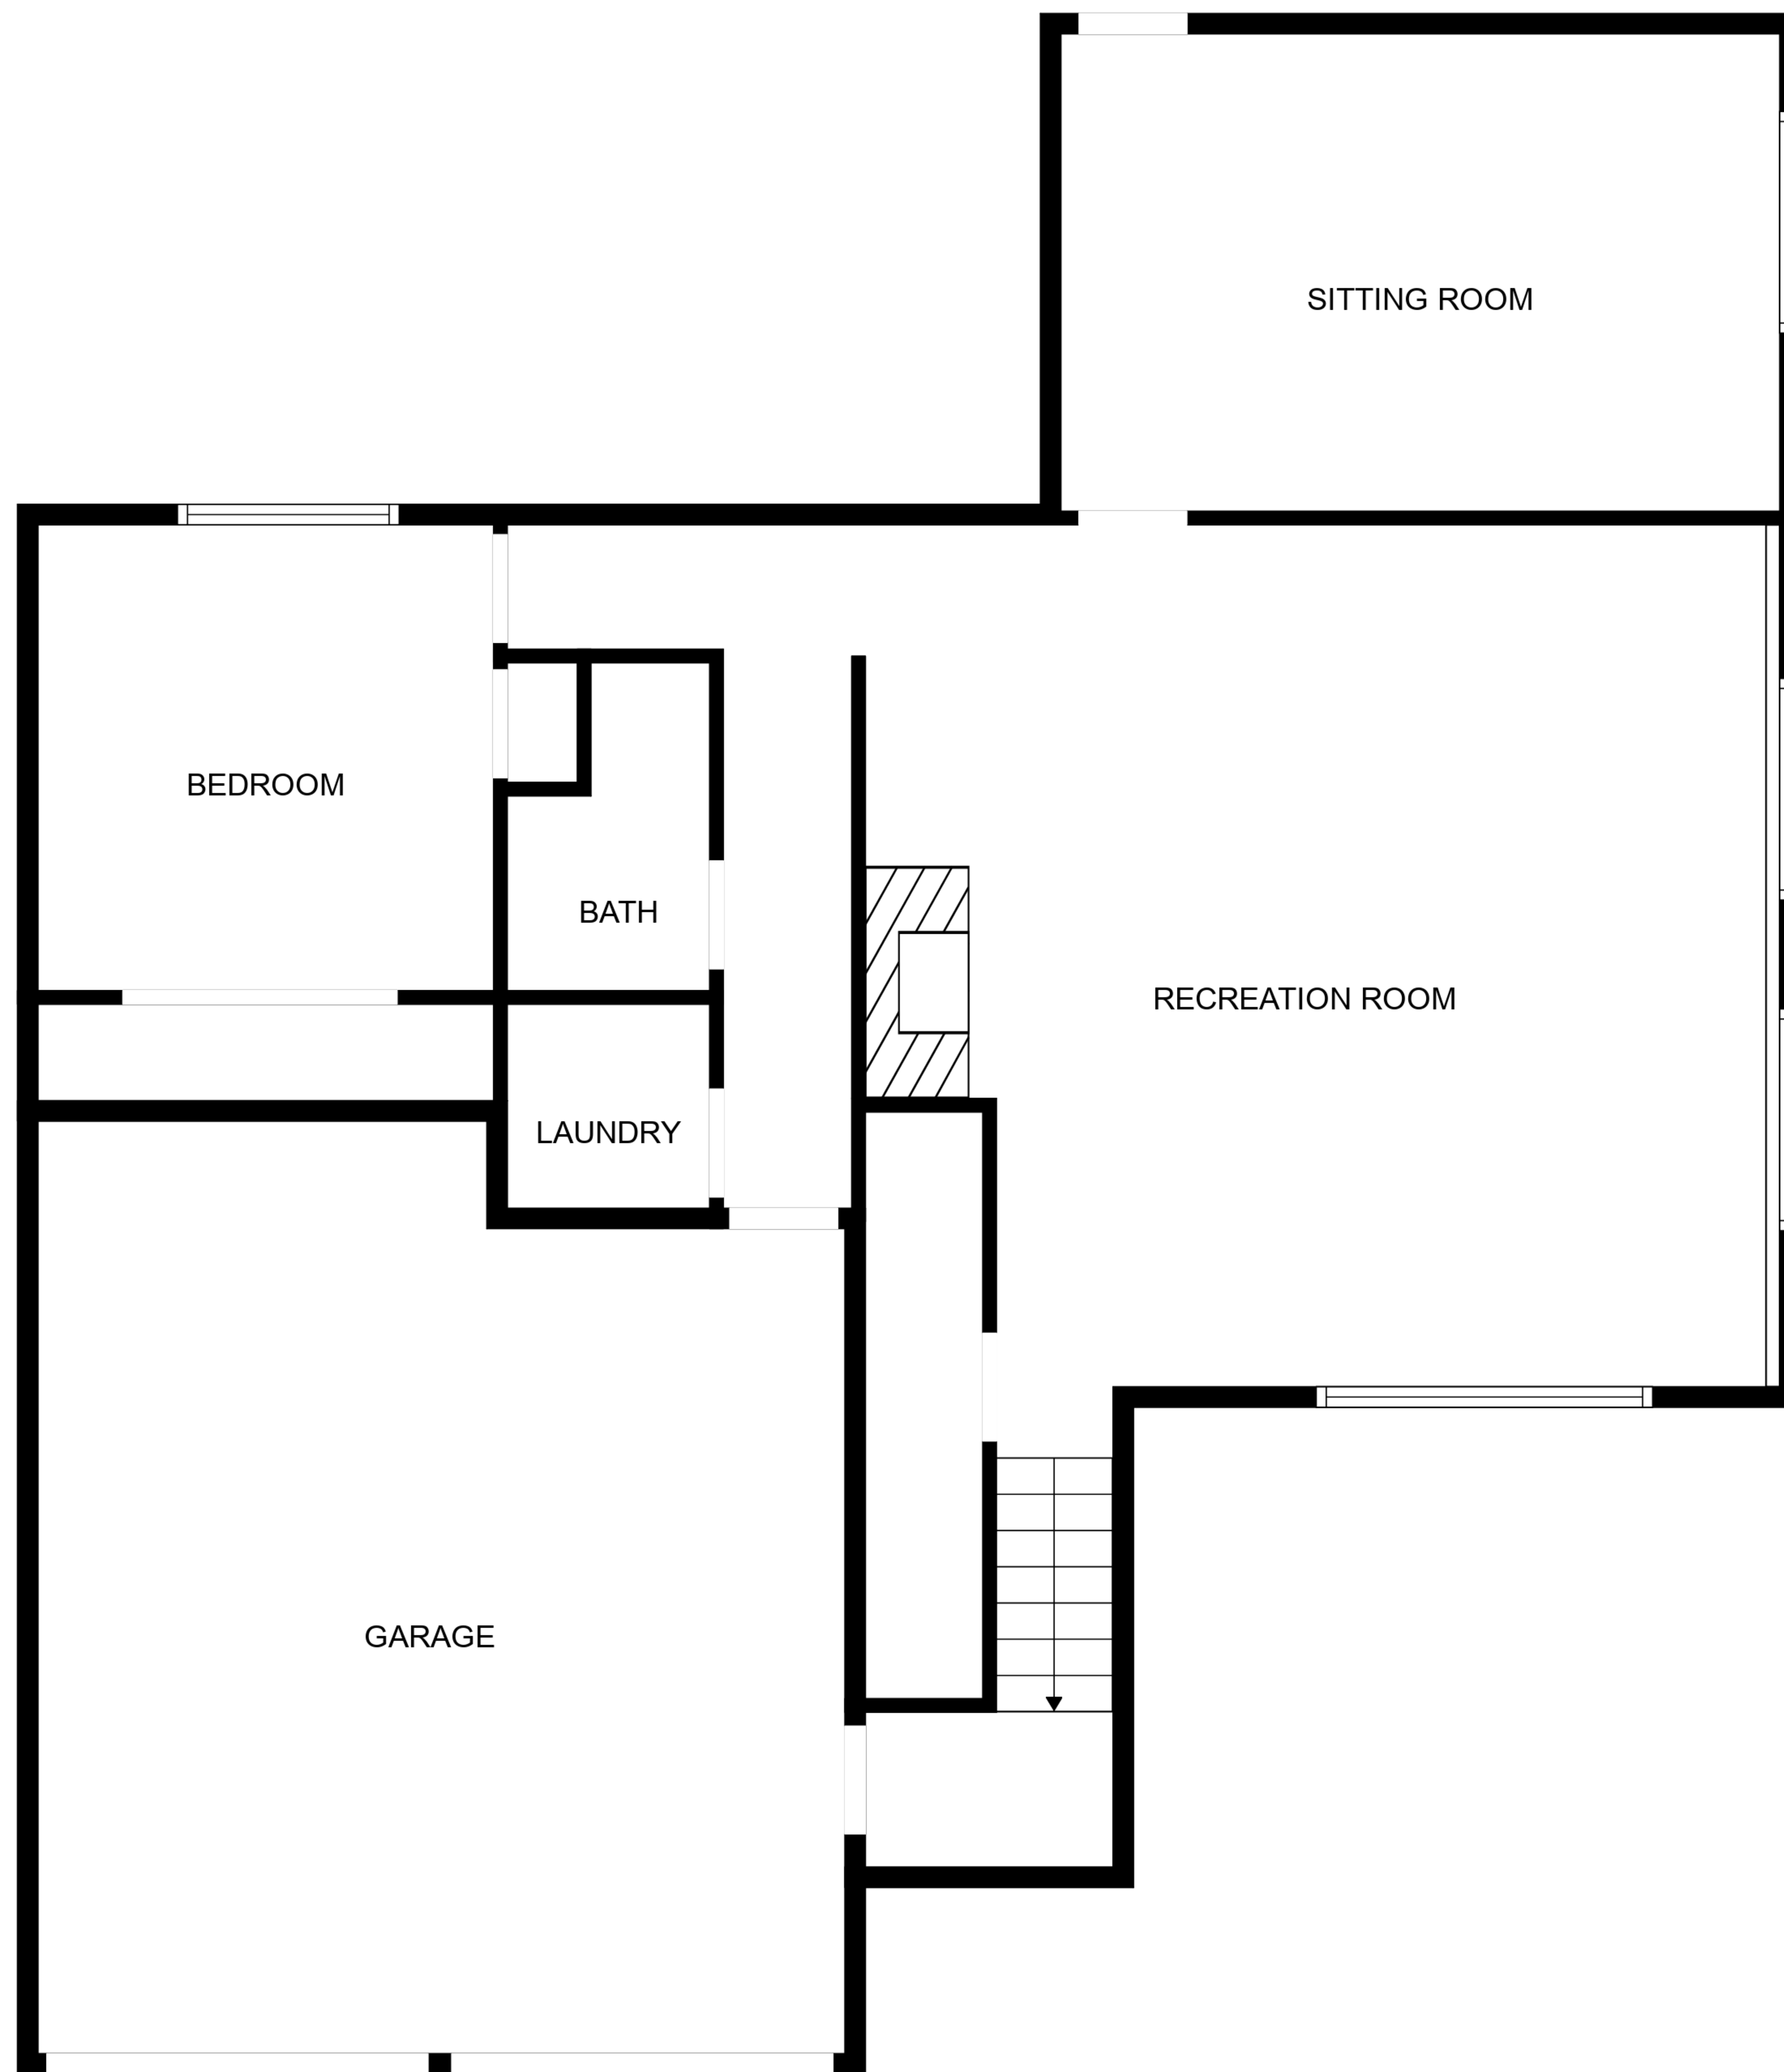 SITTING ROOM
BEDROOM
BATH
RECREATION ROOM
LAUNDRY
GARAGE